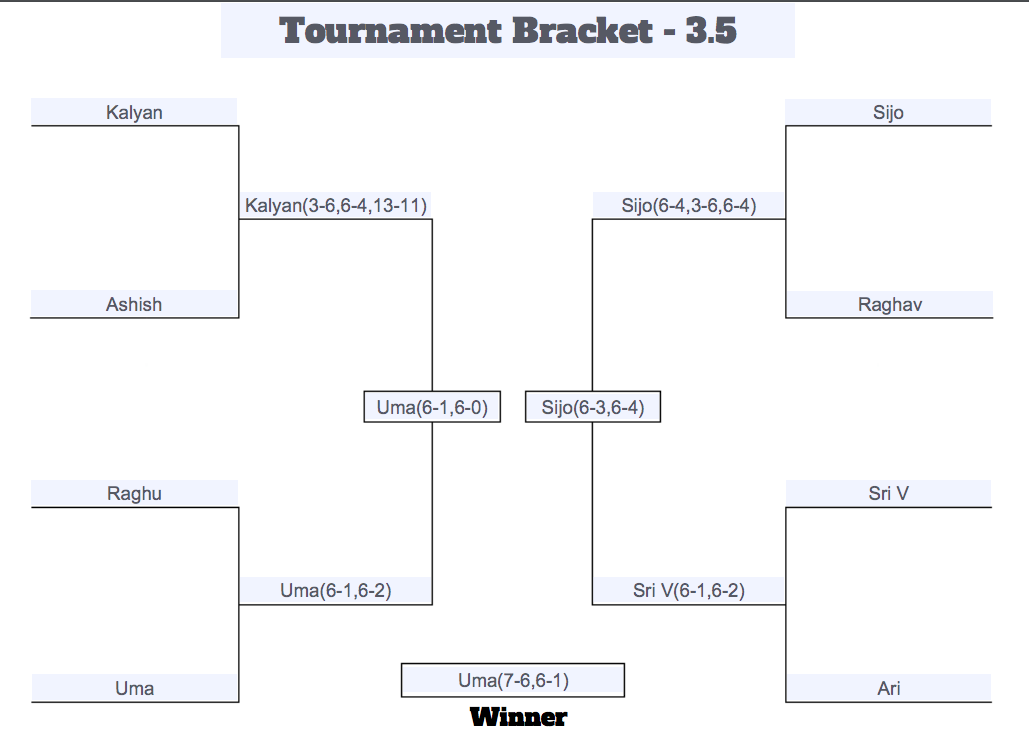 Tournament Bracket - 3.5
Kalyan
Sijo
Kalyan(3-6,6-4,13-11)
Sijo(6-4,3-6,6-4)
Ashish
Raghav
Uma(6-1,6-0)
Sijo(6-3,6-4)
Raghu
Sri V
Uma(6-1,6-2)
Sri V(6-1,6-2)
Uma(7-6,6-1)
Uma
Ari
Winner